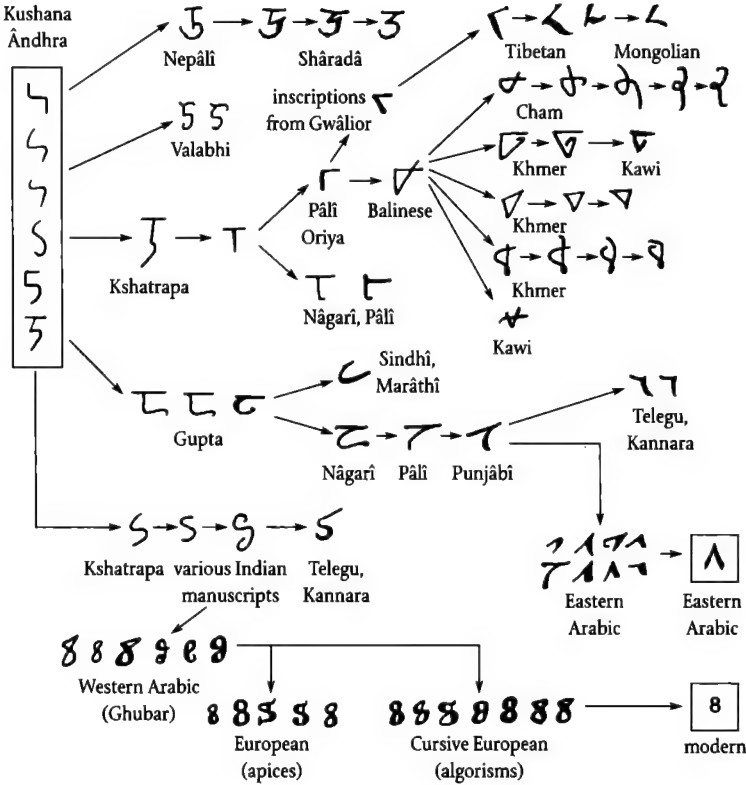 Kushana
Ândhra
Nepâlî
Shâradâ
Tibetan
Mongolian
inscriptions
from Gwâlior
Cham
Valabhi
Khmer
Kawi
Pâlî
Oriya
Balinese
Khmer
Kshatrapa
Khmer
Nâgarî, Pâlî
Kawi
Sindhî,
Marâthî
Gupta
Telegu,
Kannara
Nâgarî
Pâlî
Punjâbî
Kshatrapa
various Indian
manuscripts
Telegu,
Kannara
٨
Eastern
Arabic
Eastern
Arabic
Western Arabic
(Ghubar)
8
European
(apices)
Cursive European
(algorisms)
modern